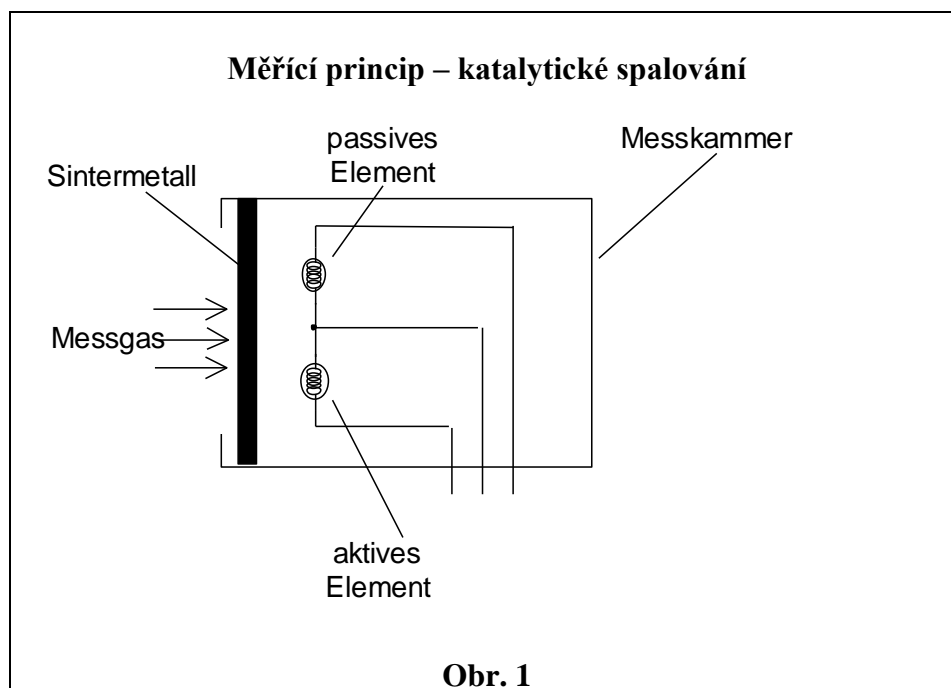 Měřící princip – katalytické spalování
passives
Element
Messkammer
Sintermetall
Messgas
aktives
Element
Obr. 1